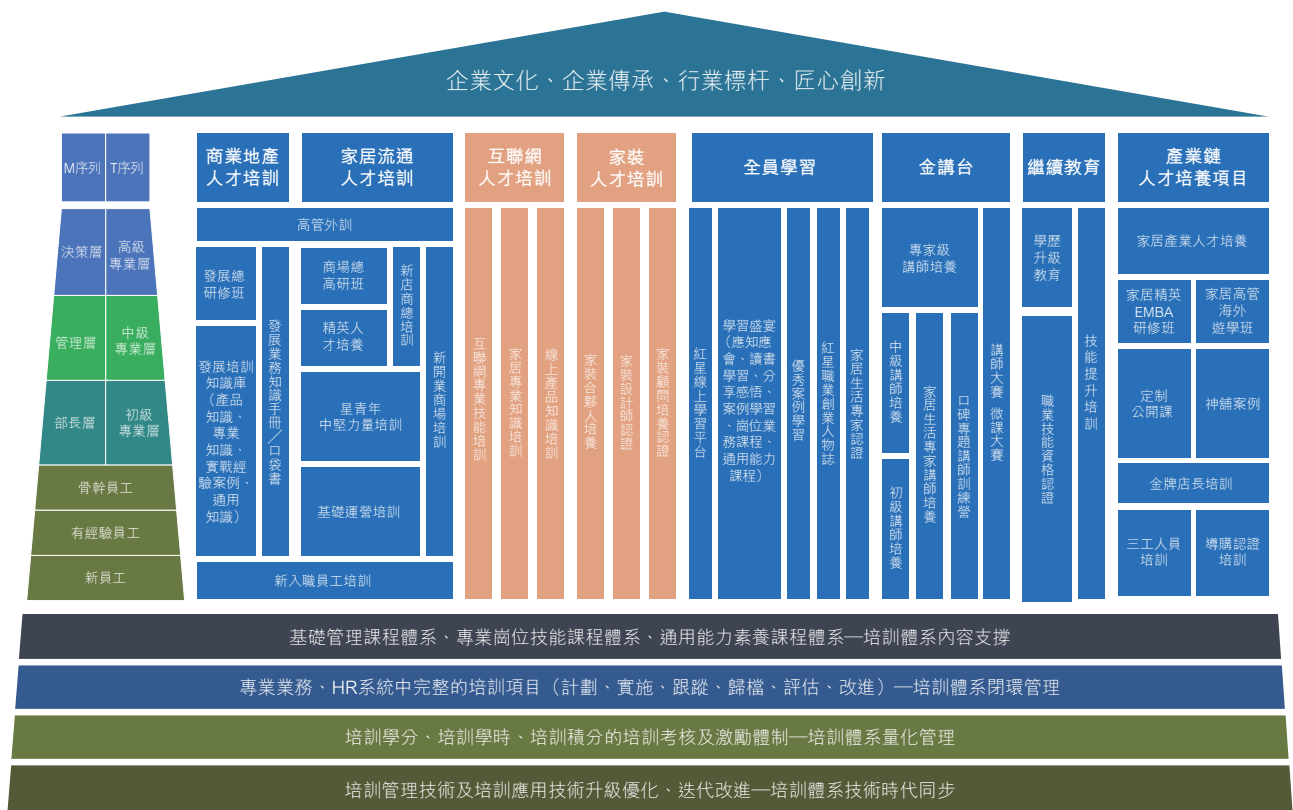 企業文化、企業傳承、行業標杆、匠心創新
M序列
T序列
商業地產
人才培訓
家居流通
人才培訓
互聯網
人才培訓
家裝
人才培訓
全員學習
金講台
繼續教育
產業鏈
人才培養項目
決策層
高級
專業層
管理層
中級
專業層
部長層
初級
專業層
骨幹員工
有經驗員工
新員工
高管外訓
發展總
研修班
發展培訓
知識庫
（產品
知識、
專業
知識、
實戰經
驗案例、
通用
知識）
發展業務知識手冊／口袋書
商場總
高研班
精英人
才培養
新店商總培訓
星青年
中堅力量培訓
基礎運營培訓
新開業商場培訓
新入職員工培訓
互聯網專業技能培訓
家居專業知識培訓
線上產品知識培訓
家裝合夥人培養
家裝設計師認證
家裝顧問培養認證
紅星線上學習平台
學習盛宴
（應知應
會、讀書
學習、分
享感悟、
案例學習
、崗位業
務課程、
通用能力
課程）
優秀案例學習
紅星職業創業人物誌
家居生活專家認證
專家級
講師培養
中級講師培養
初級講師培養
家居生活專家講師培養
口碑專題講師訓練營
講師大賽 微課大賽
學歷
升級
教育
職業技能資格認證
技能提升培訓
家居產業人才培養
家居精英
EMBA
研修班
家居高管
海外
遊學班
定制
公開課
神舖案例
金牌店長培訓
三工人員
培訓
導購認證
培訓
基礎管理課程體系、專業崗位技能課程體系、通用能力素養課程體系—培訓體系內容支撐
專業業務、HR系統中完整的培訓項目（計劃、實施、跟蹤、歸檔、評估、改進）—培訓體系閉環管理
培訓學分、培訓學時、培訓積分的培訓考核及激勵體制—培訓體系量化管理
培訓管理技術及培訓應用技術升級優化、迭代改進—培訓體系技術時代同步